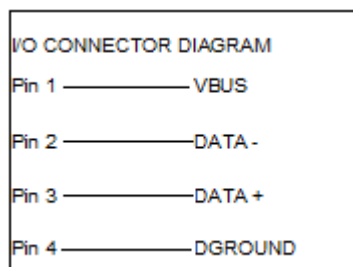 I/O CONNECTOR DIAGRAM
Pin 1 VBUS
Pin 2 DATA -
Pin 3 DATA +
Pin 4 DGROUND